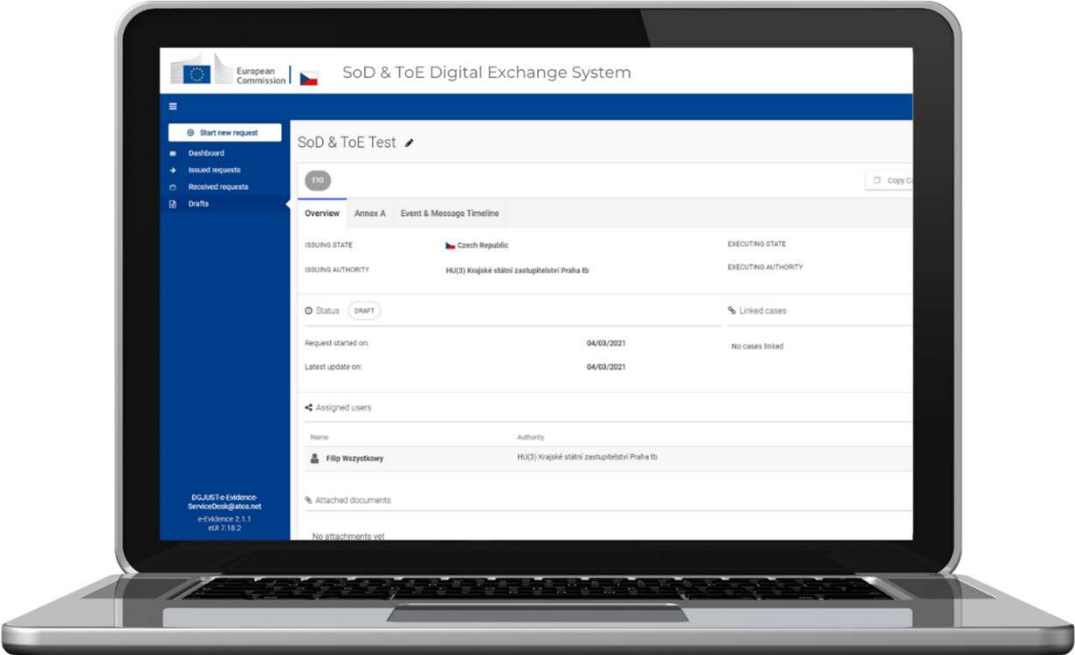 European
Commission
SoD & ToE Digital Exchange System
Start new request
Dashboard
Issued requests
Received requests
Drafts
SoD & ToE Test
EIO
Copy C
Overview Annex A Event & Message Timeline
ISSUING STATE Czech Republic EXECUTING STATE
ISSUING AUTHORITY HU(3) Krajské státní zastupitelství Praha tb EXECUTING AUTHORITY
Status DRAFT Linked cases
Request started on: 04/03/2021 No cases linked
Latest update on: 04/03/2021
Assigned users
Name Authority
Filip Wszystkowy HU(3) Krajské státní zastupitelství Praha tb
Attached documents
No attachments yet
DGJUST-e-Evidence-
ServiceDesk@atos.net
e-Evidence 2.1.1
eUI 7.18.2